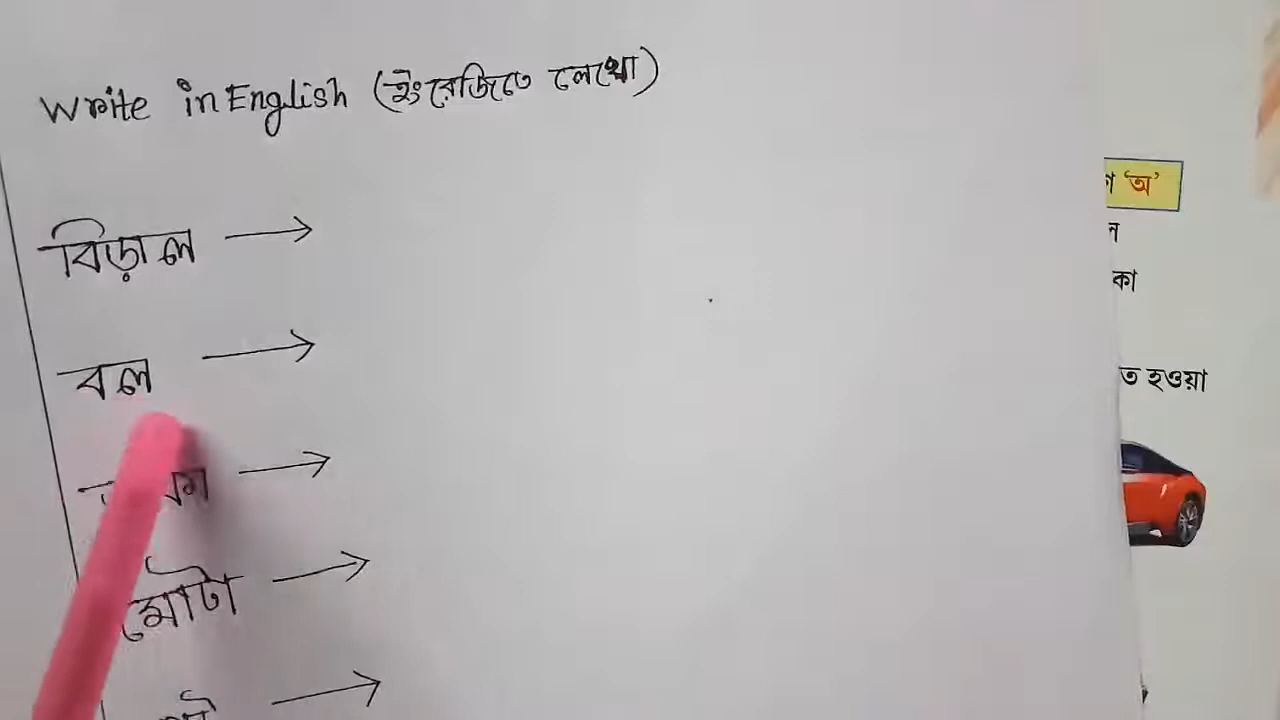 Write in English (ইংরেজিতে লেখো)
বিড়াল →
বল →
→
মোটা →
→
'অ'
কা
হওয়া